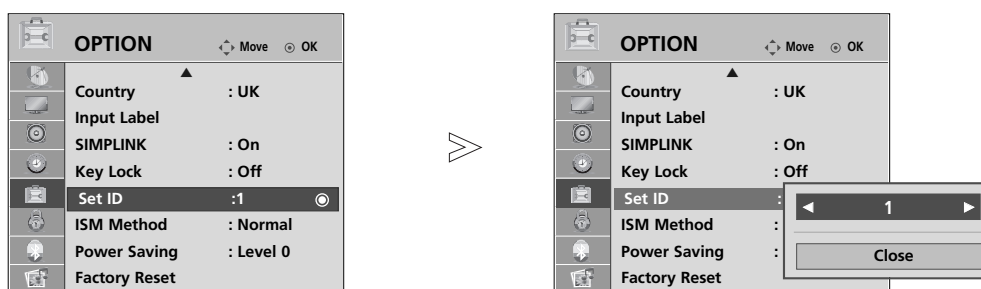 OPTION Move OK
Country : UK
Input Label
SIMPLINK : On
Key Lock : Off
Set ID :1
ISM Method : Normal
Power Saving : Level 0
Factory Reset
OPTION Move OK
Country : UK
Input Label
SIMPLINK : On
Key Lock : Off
Set ID :
ISM Method :
Power Saving :
Factory Reset
1
Close